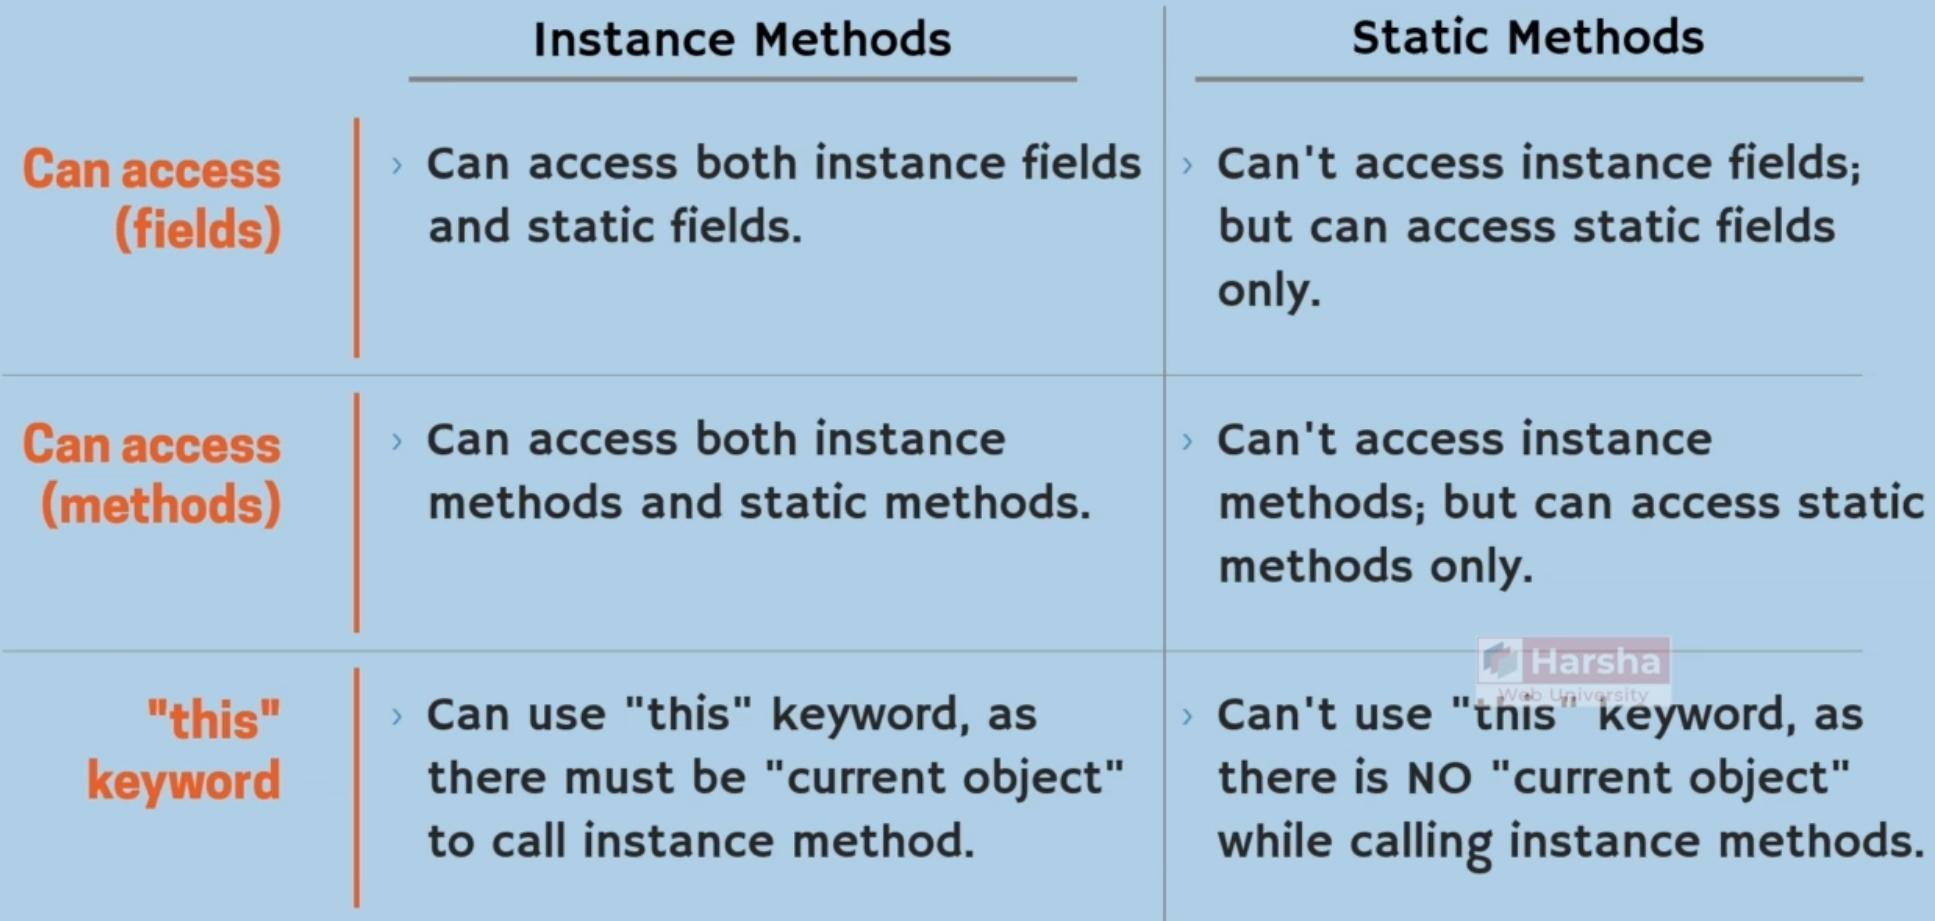 Instance Methods
Static Methods
Can access
(fields)
› Can access both instance fields
and static fields.
› Can't access instance fields;
but can access static fields
only.
Can access
(methods)
› Can access both instance
methods and static methods.
› Can't access instance
methods; but can access static
methods only.
"this"
keyword
› Can use "this" keyword, as
there must be "current object"
to call instance method.
Harsha
Web University
› Can't use "this" keyword, as
there is NO "current object"
while calling instance methods.